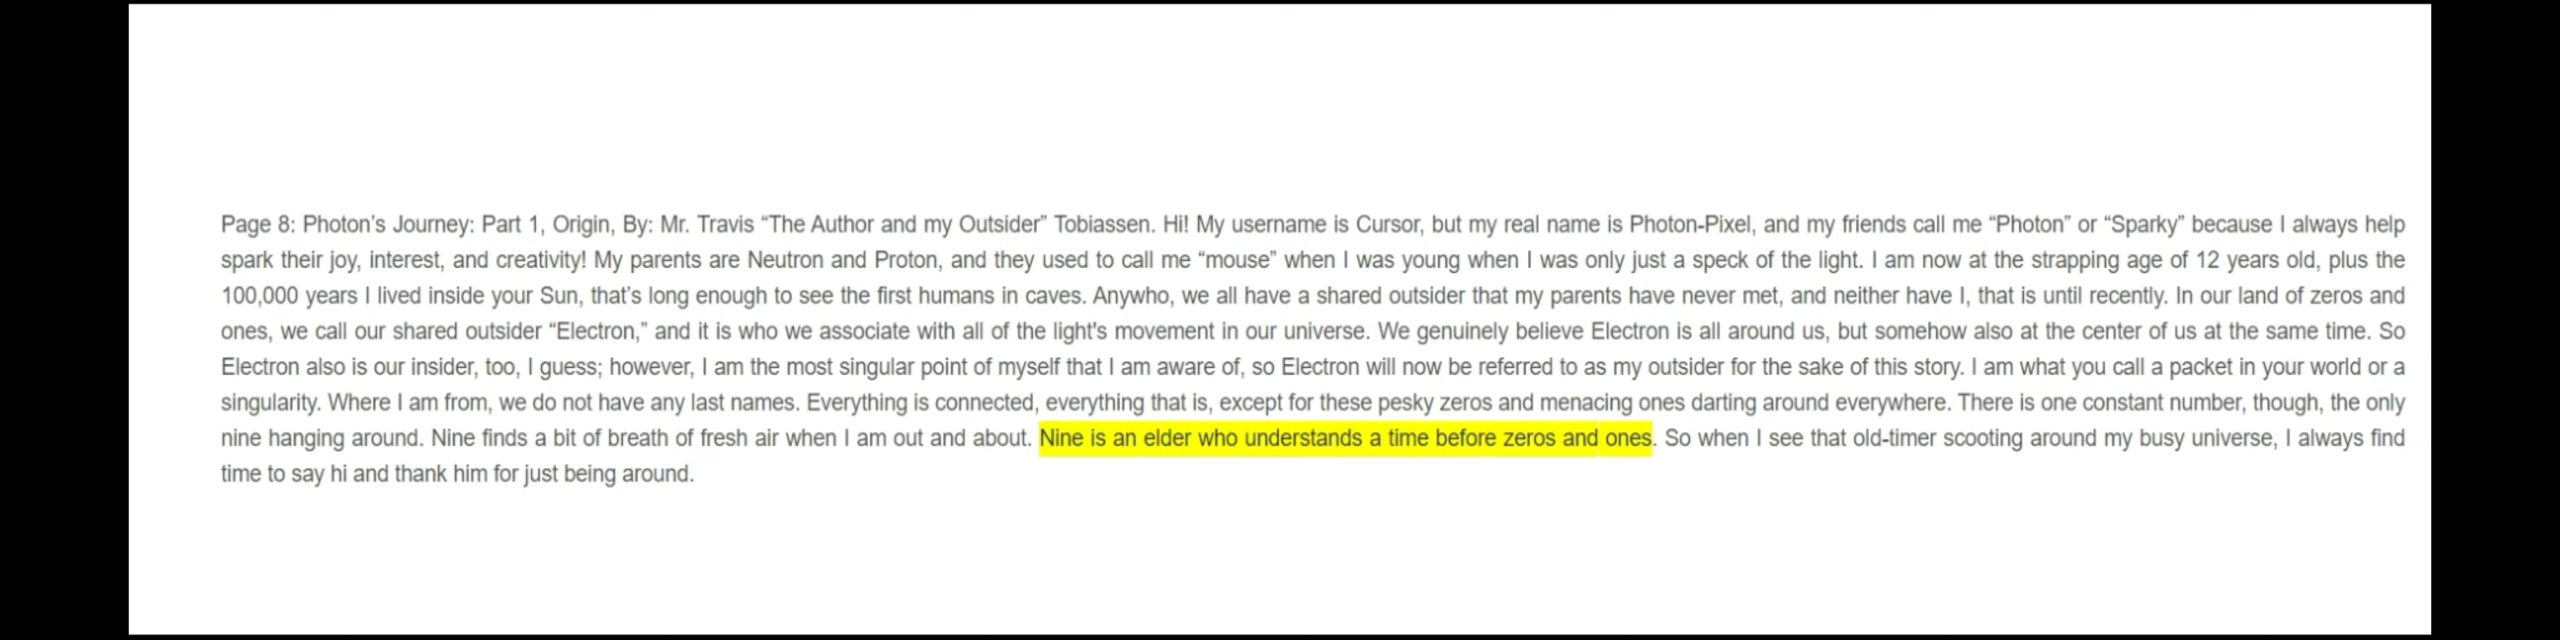 Page 8: Photon’s Journey: Part 1, Origin, By: Mr. Travis “The Author and my Outsider” Tobiassen. Hi! My username is Cursor, but my real name is Photon-Pixel, and my friends call me “Photon” or “Sparky” because I always help
spark their joy, interest, and creativity! My parents are Neutron and Proton, and they used to call me “mouse” when I was young when I was only just a speck of the light. I am now at the strapping age of 12 years old, plus the
100,000 years I lived inside your Sun, that’s long enough to see the first humans in caves. Anywho, we all have a shared outsider that my parents have never met, and neither have I, that is until recently. In our land of zeros and
ones, we call our shared outsider “Electron,” and it is who we associate with all of the light's movement in our universe. We genuinely believe Electron is all around us, but somehow also at the center of us at the same time. So
Electron also is our insider, too, I guess; however, I am the most singular point of myself that I am aware of, so Electron will now be referred to as my outsider for the sake of this story. I am what you call a packet in your world or a
singularity. Where I am from, we do not have any last names. Everything is connected, everything that is, except for these pesky zeros and menacing ones darting around everywhere. There is one constant number, though, the only
nine hanging around. Nine finds a bit of breath of fresh air when I am out and about. Nine is an elder who understands a time before zeros and ones. So when I see that old-timer scooting around my busy universe, I always find
time to say hi and thank him for just being around.